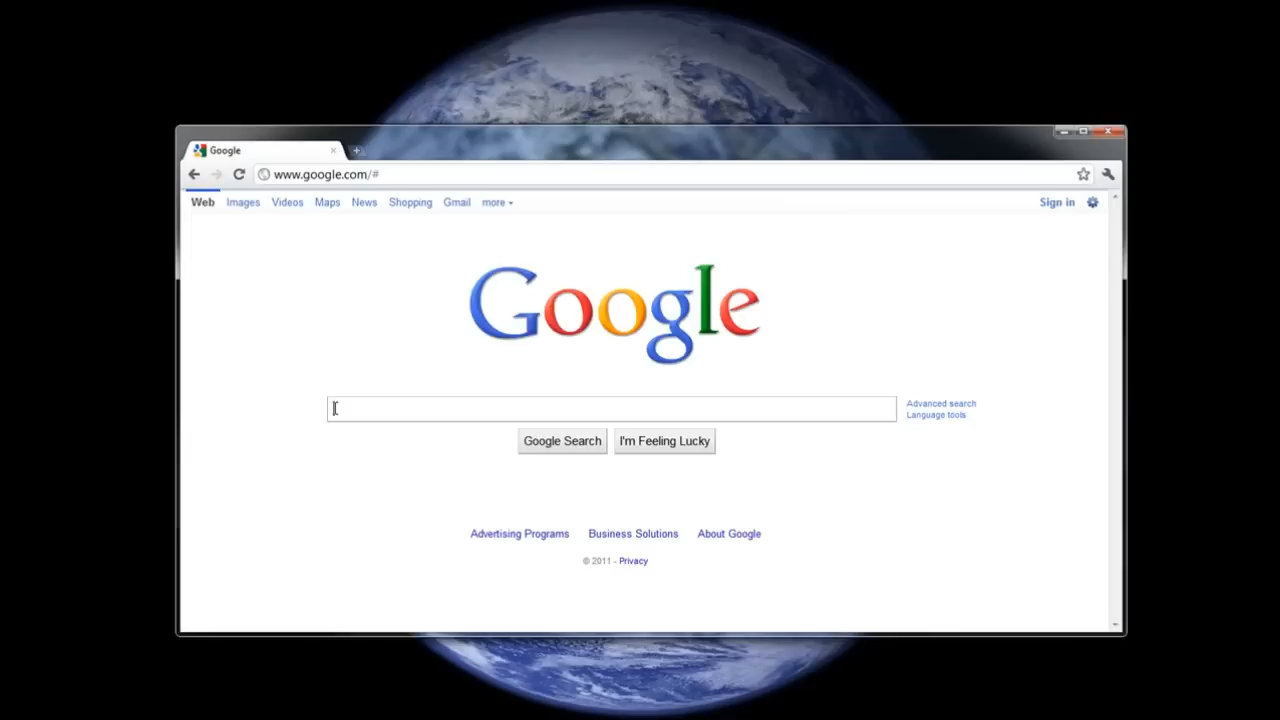 Google
www.google.com/#
Web Images Videos Maps News Shopping Gmail more Sign in
Google
Advanced search
Language tools
Google Search I'm Feeling Lucky
Advertising Programs Business Solutions About Google
© 2011 - Privacy